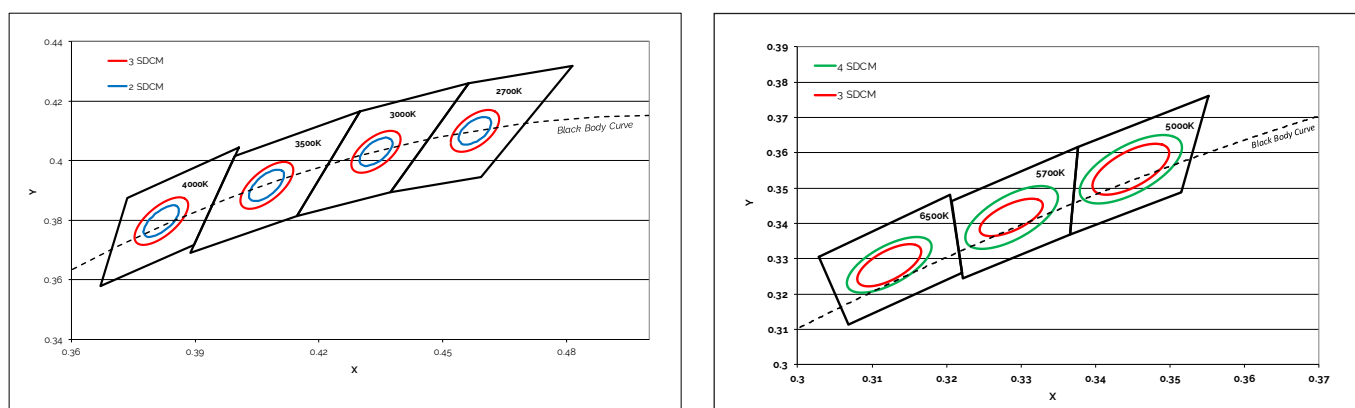 0.44
0.42
0.4
0.38
0.36
0.34
Y
3 SDCM
2 SDCM
2700K
3000K
3500K
4000K
Black Body Curve
0.36
0.39
0.42
0.45
0.48
X
0.39
0.38
0.37
0.36
0.35
0.34
0.33
0.32
0.31
0.3
Y
4 SDCM
3 SDCM
5000K
5700K
6500K
Black Body Curve
0.3
0.31
0.32
0.33
0.34
0.35
0.36
0.37
X